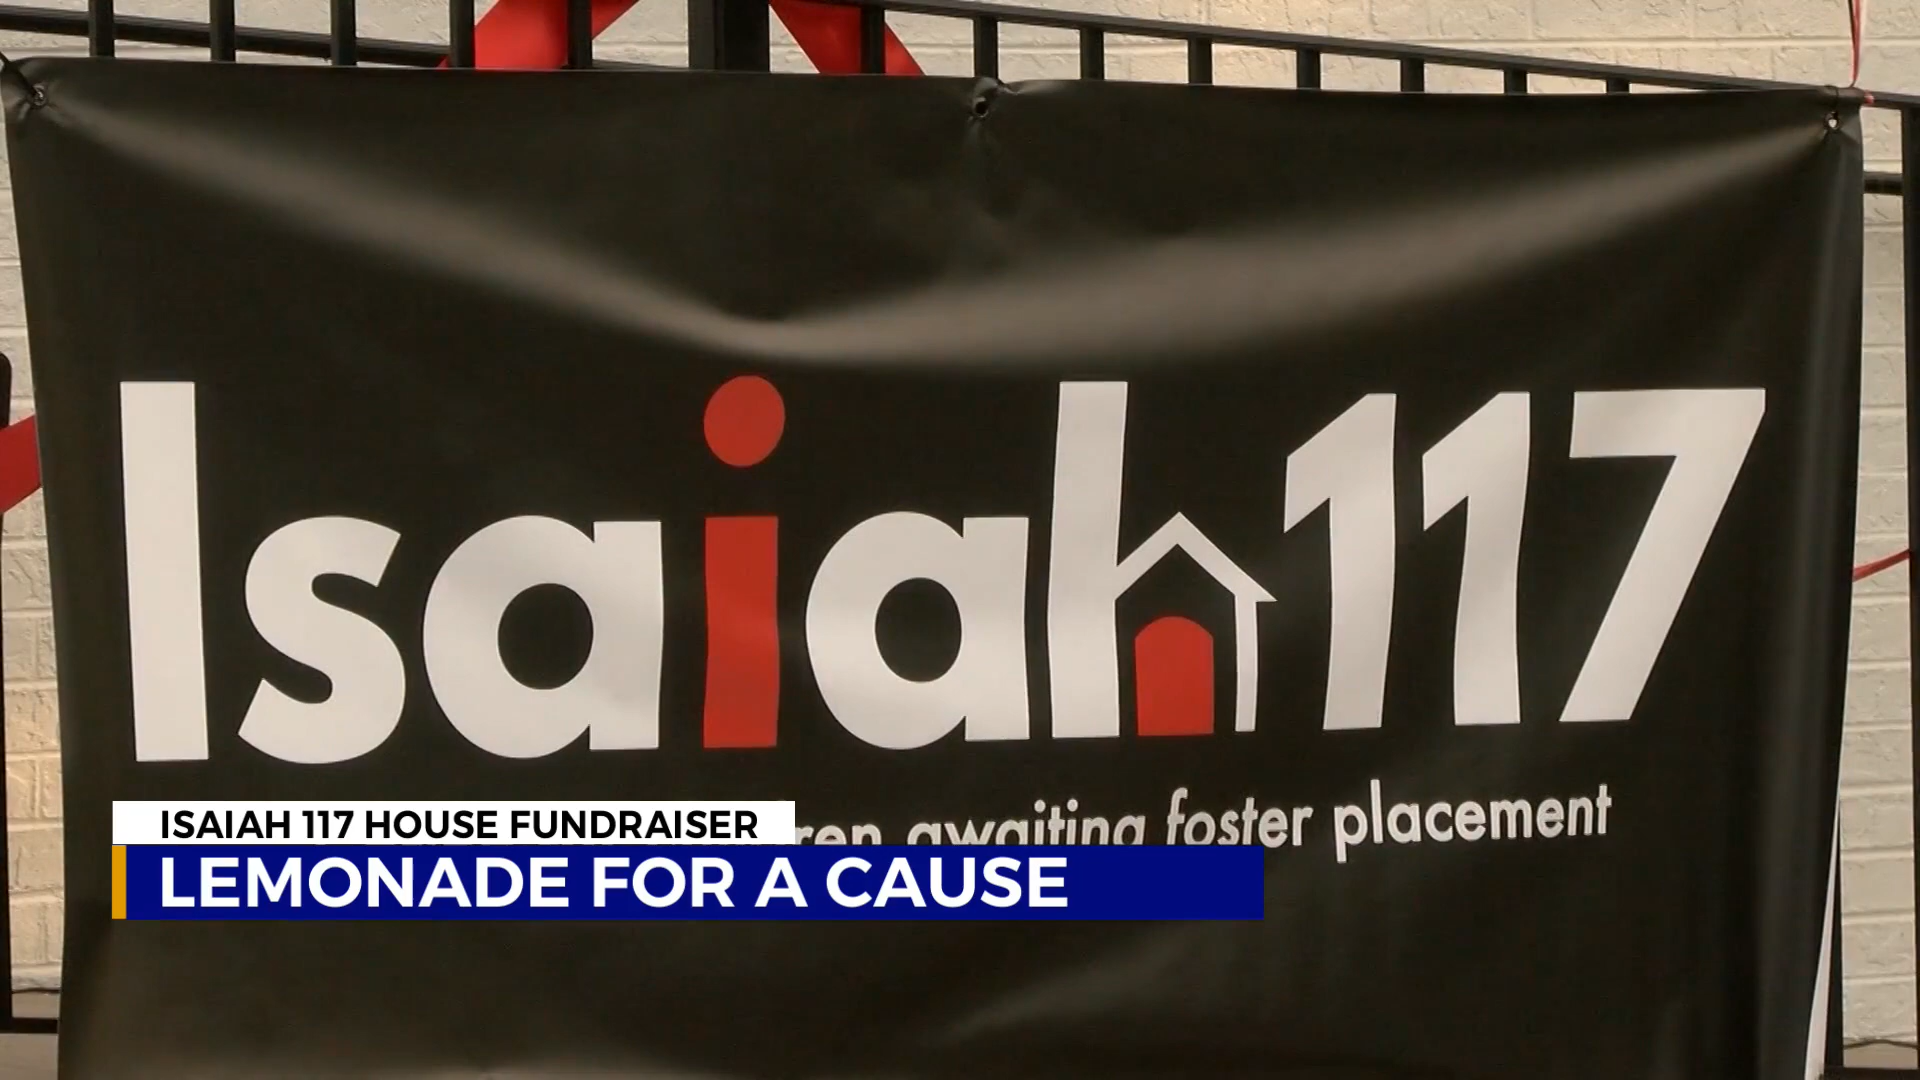 Isaiah117
awaiting foster placement
ISAIAH 117 HOUSE FUNDRAISER
LEMONADE FOR A CAUSE